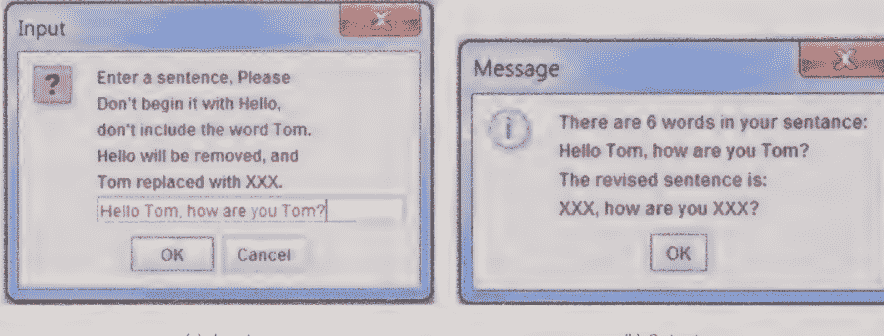 Input
Enter a sentence, Please
Don't begin it with Hello,
don't include the word Tom.
Hello will be removed, and
Tom replaced with XXX.
Hello Tom, how are you Tom?
OK Cancel
Message
There are 6 words in your sentance:
Hello Tom, how are you Tom?
The revised sentence is:
XXX, how are you XXX?
OK